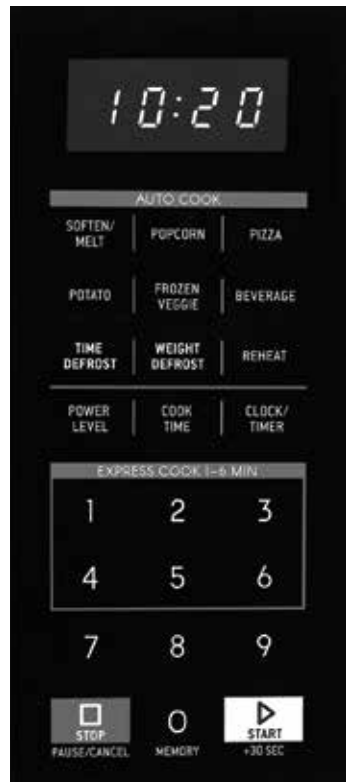 10:20
AUTO COOK
SOFTEN/ MELT
POPCORN
PIZZA
POTATO
FROZEN VEGGIE
BEVERAGE
TIME DEFROST
WEIGHT DEFROST
REHEAT
POWER LEVEL
COOK TIME
CLOCK/ TIMER
EXPRESS COOK 1-6 MIN
1 2 3
4 5 6
7 8 9
STOP
PAUSE/CANCEL
0
MEMORY
START
+30 SEC